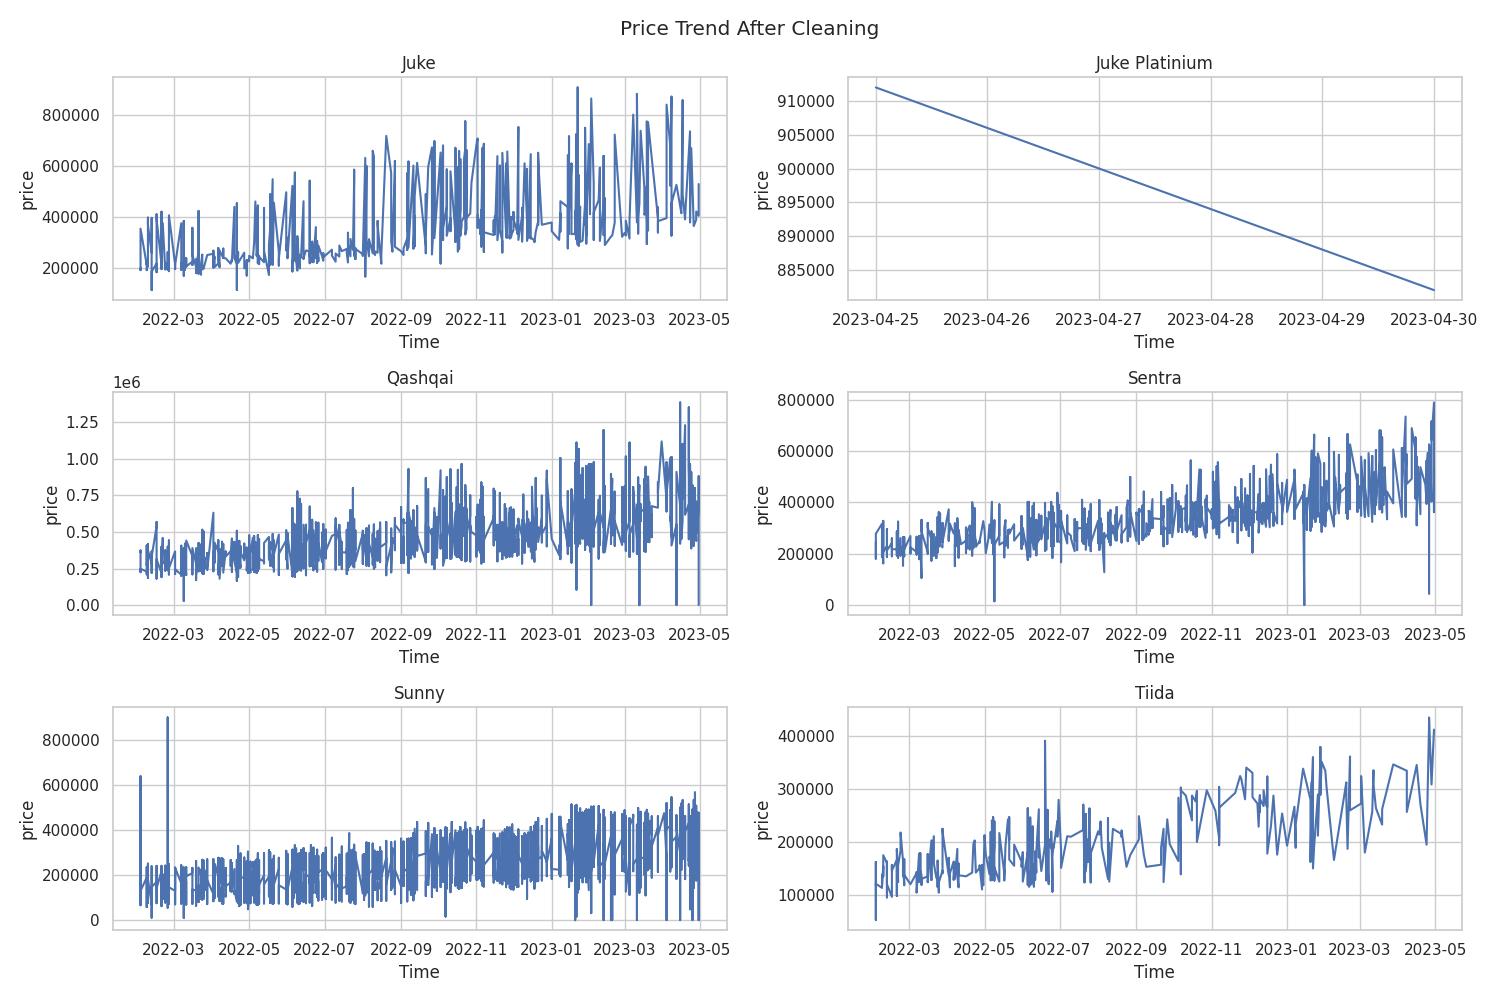 Price Trend After Cleaning
Juke
price
800000
600000
400000
200000
2022-03 2022-05 2022-07 2022-09 2022-11 2023-01 2023-03 2023-05
Time
Juke Platinium
price
910000
905000
900000
895000
890000
885000
2023-04-25 2023-04-26 2023-04-27 2023-04-28 2023-04-29 2023-04-30
Time
Qashqai
1e6
price
1.25
1.00
0.75
0.50
0.25
0.00
2022-03 2022-05 2022-07 2022-09 2022-11 2023-01 2023-03 2023-05
Time
Sentra
price
800000
600000
400000
200000
0
2022-03 2022-05 2022-07 2022-09 2022-11 2023-01 2023-03 2023-05
Time
Sunny
price
800000
600000
400000
200000
0
2022-03 2022-05 2022-07 2022-09 2022-11 2023-01 2023-03 2023-05
Time
Tiida
price
400000
300000
200000
100000
2022-03 2022-05 2022-07 2022-09 2022-11 2023-01 2023-03 2023-05
Time